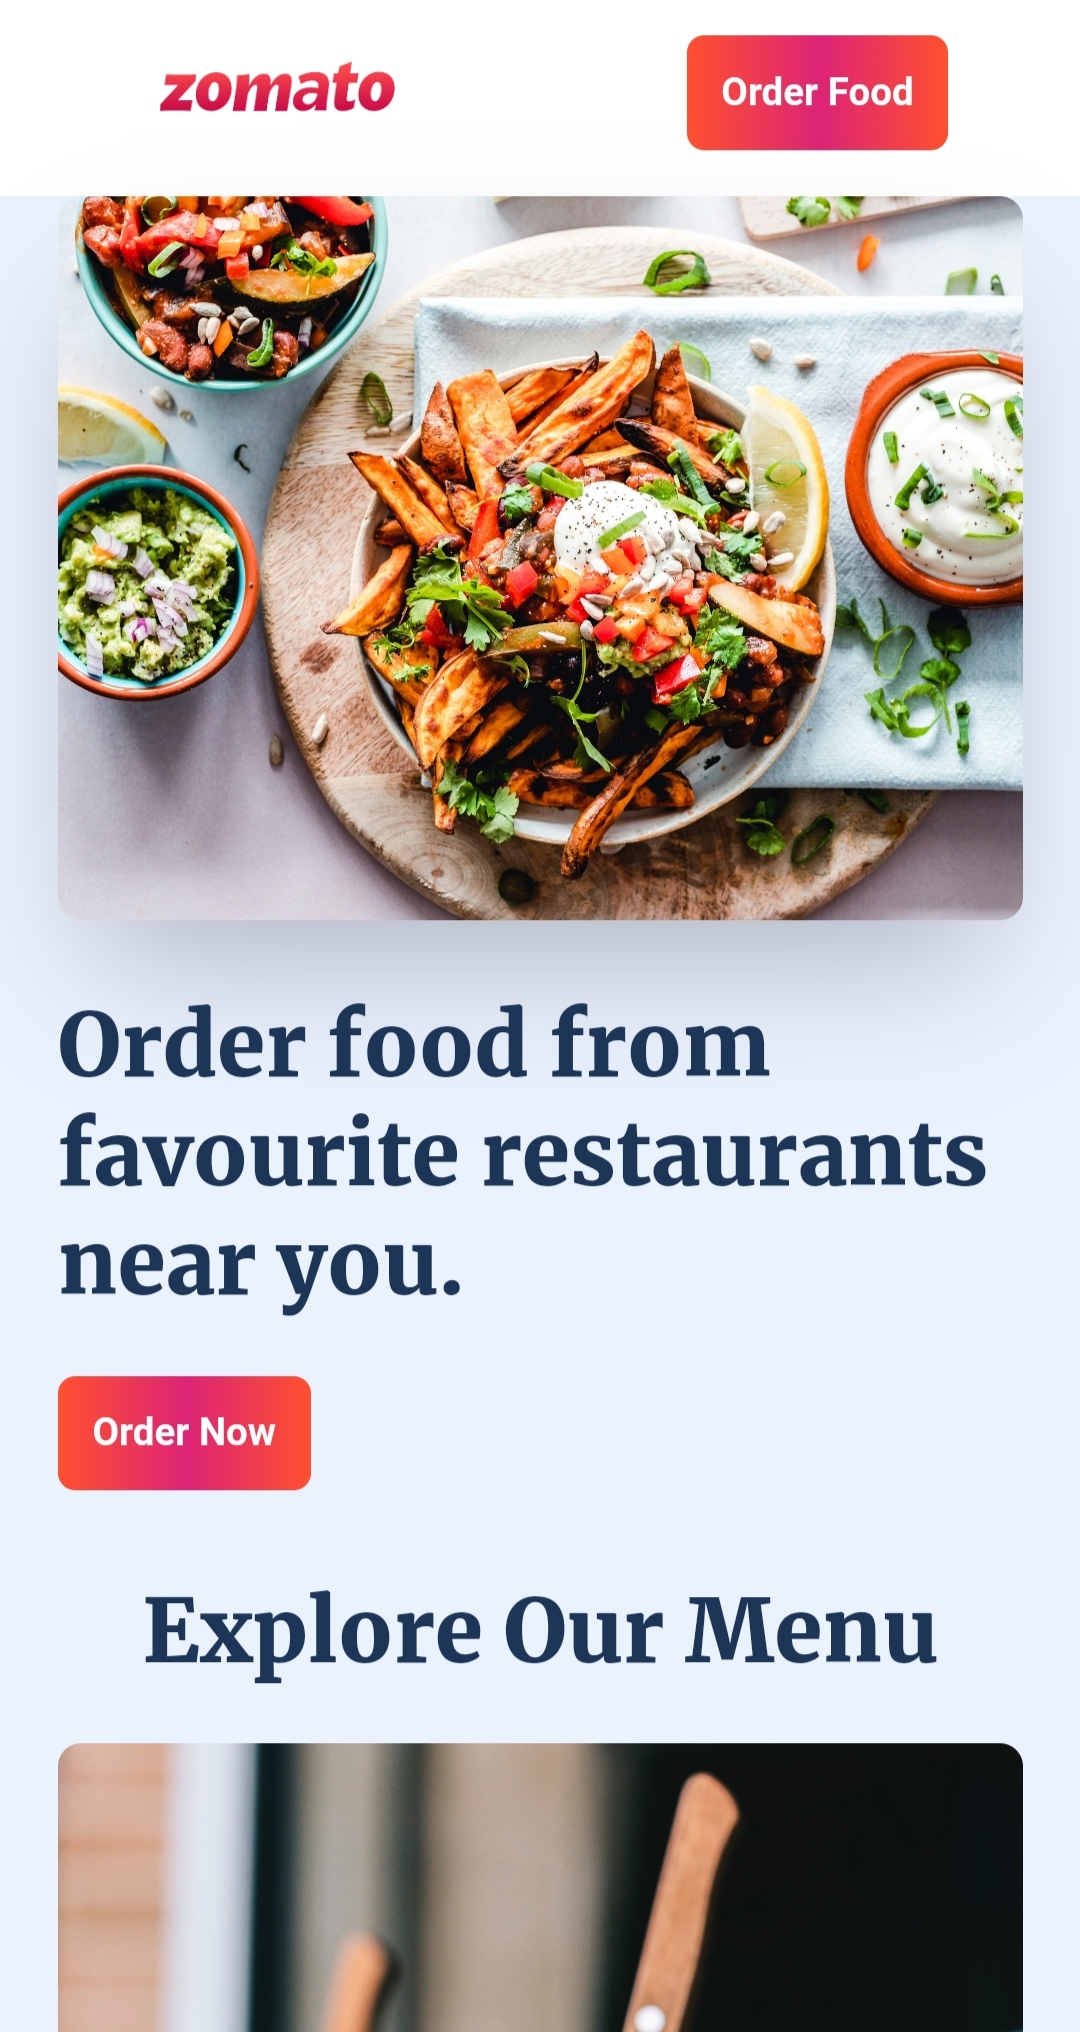 zomato
Order Food
Order food from
favourite restaurants
near you.
Order Now
Explore Our Menu